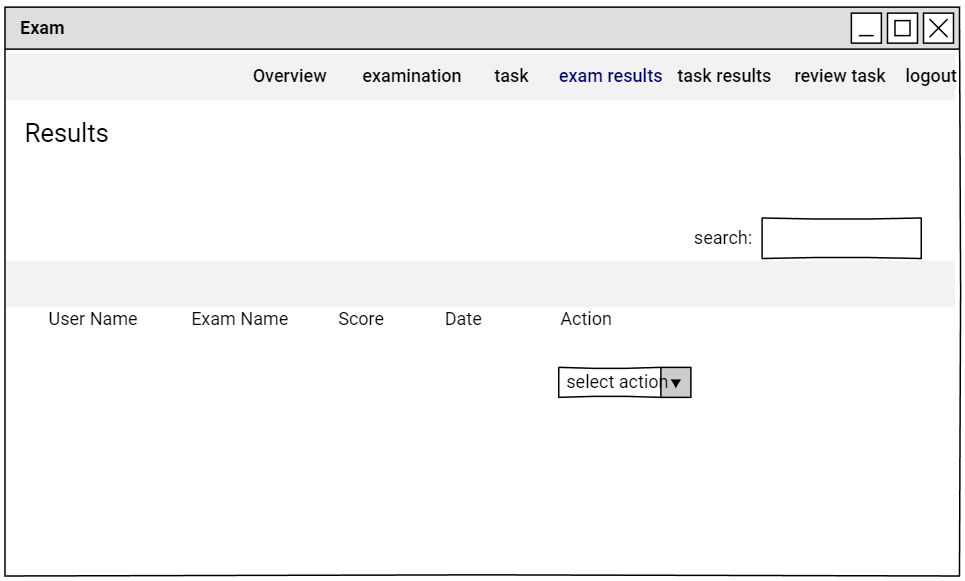 Exam
Overview examination task exam results task results review task logout
Results
search:
User Name Exam Name Score Date Action
select action